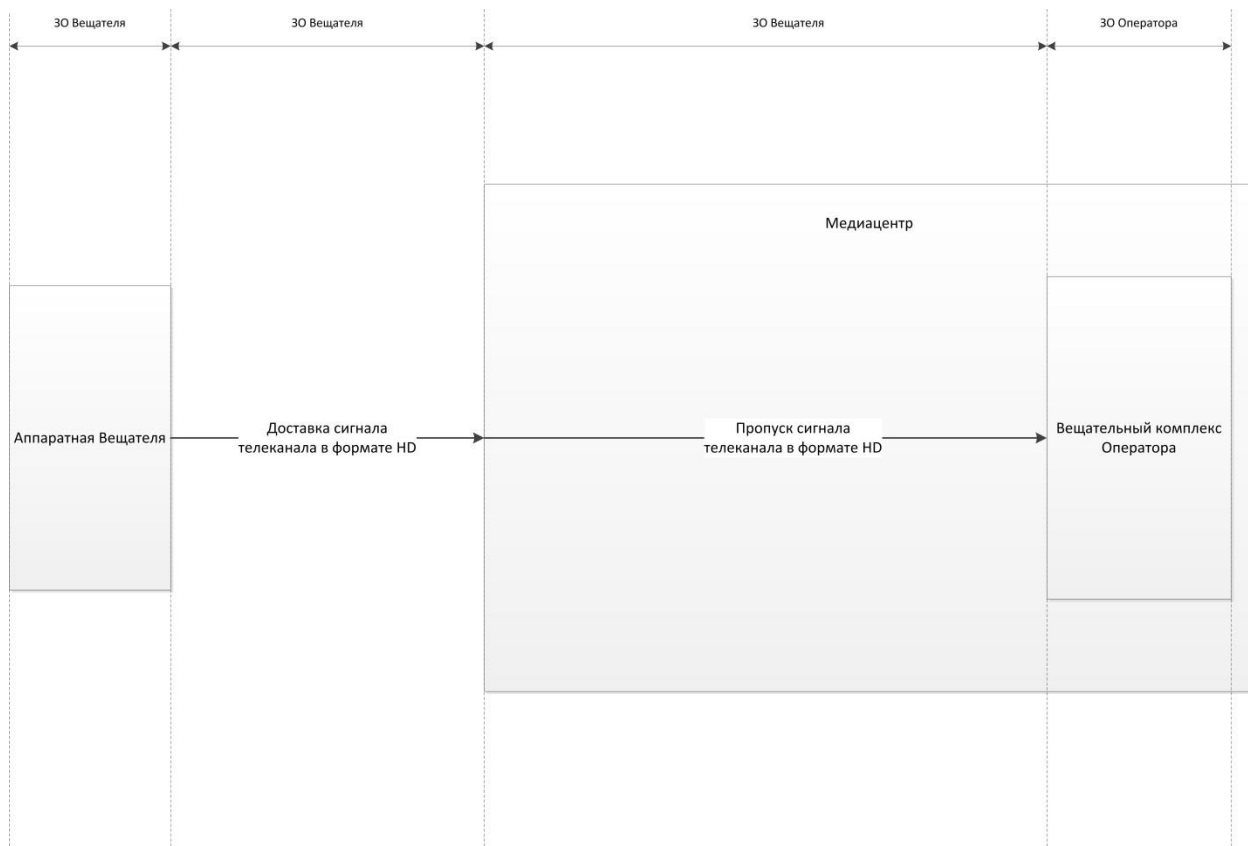 ЗО Вещателя
ЗО Вещателя
ЗО Вещателя
ЗО Оператора
Медиацентр
Аппаратная Вещателя
Доставка сигнала
телеканала в формате HD
Пропуск сигнала
телеканала в формате HD
Вещательный комплекс
Оператора